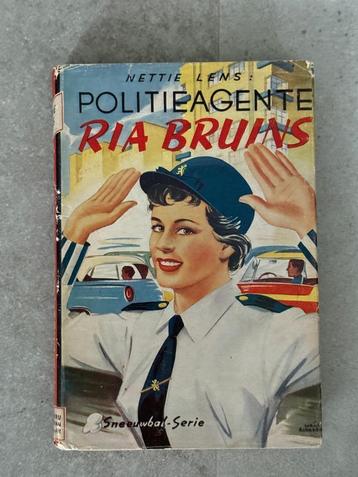 NETTIE LENS:
POLITIEAGENTE
RIA BRUINS
Sneeuwbal-Serie